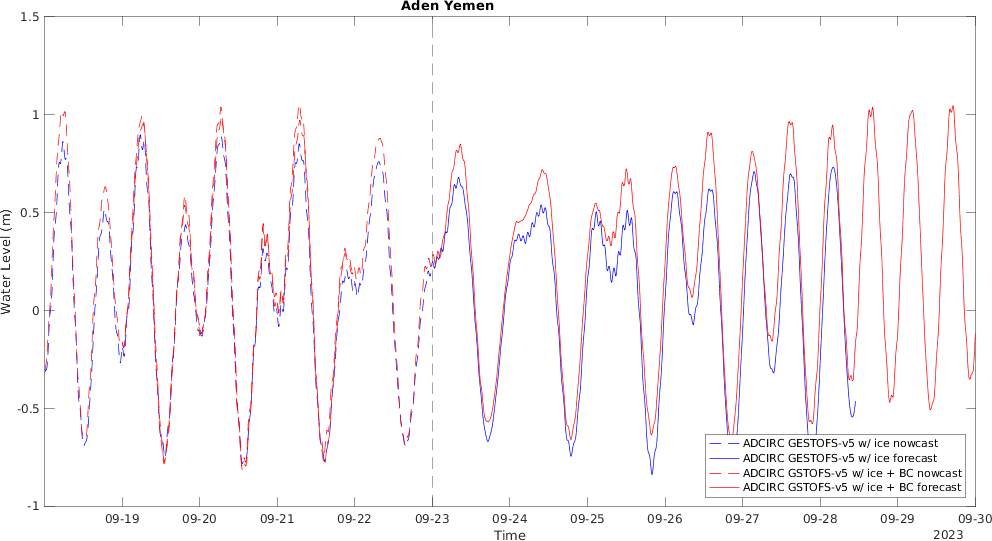 Aden Yemen
1.5
1
0.5
0
-0.5
-1
Water Level (m)
09-19 09-20 09-21 09-22 09-23 09-24 09-25 09-26 09-27 09-28 09-29 09-30
Time
2023
ADCIRC GESTOFS-v5 w/ ice nowcast
ADCIRC GESTOFS-v5 w/ ice forecast
ADCIRC GSTOFS-v5 w/ ice + BC nowcast
ADCIRC GSTOFS-v5 w/ ice + BC forecast